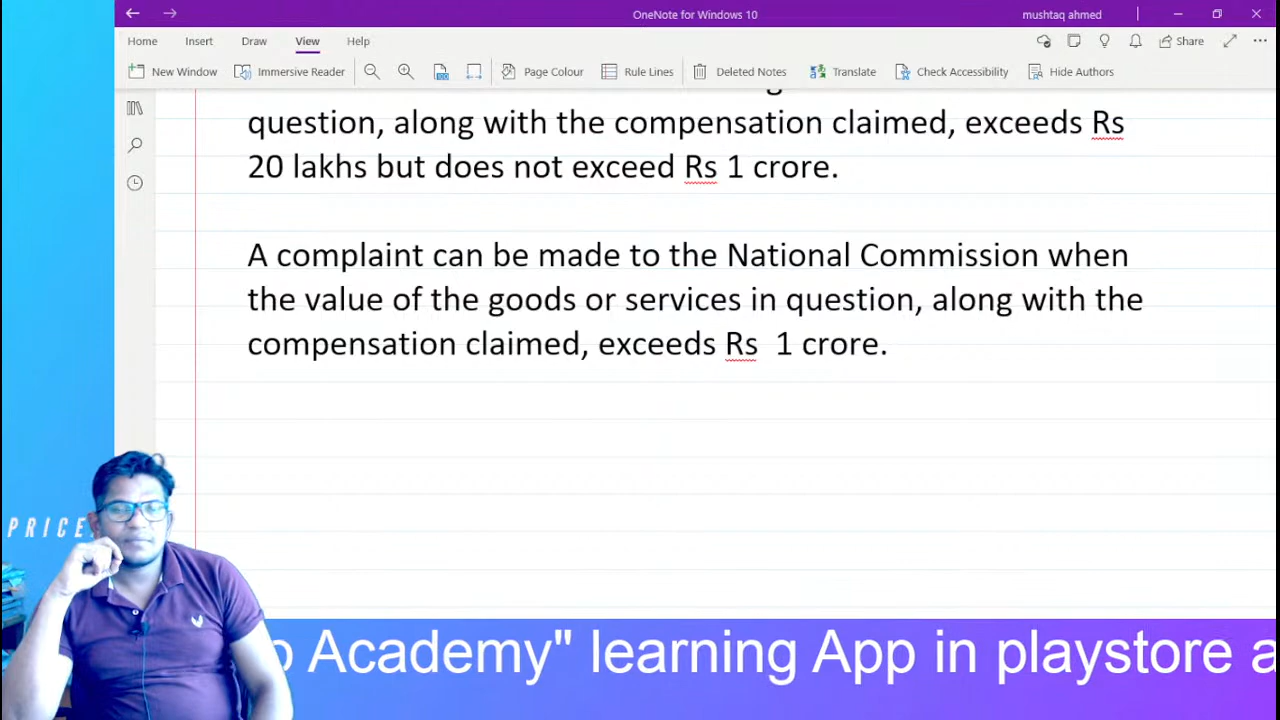 OneNote for Windows 10
mushtaq ahmed
Home Insert Draw View Help
Share
New Window Immersive Reader Page Colour Rule Lines Deleted Notes Translate Check Accessibility Hide Authors
question, along with the compensation claimed, exceeds Rs
20 lakhs but does not exceed Rs 1 crore.
A complaint can be made to the National Commission when
the value of the goods or services in question, along with the
compensation claimed, exceeds Rs 1 crore.
PRICE
Academy" learning App in playstore a